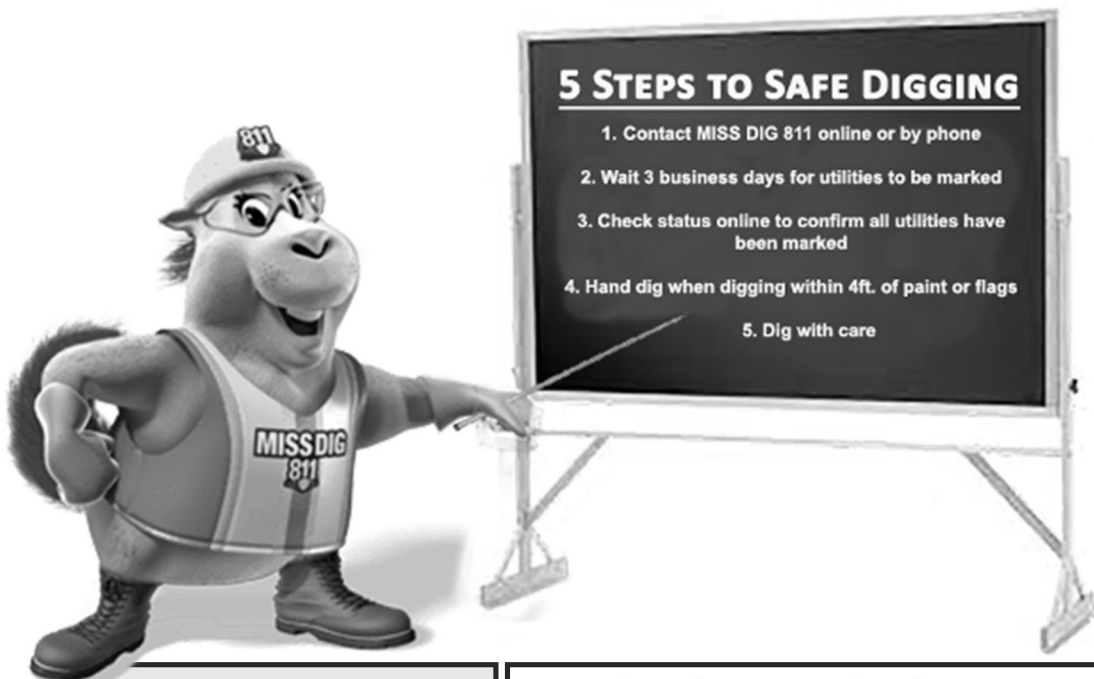 811
5 STEPS TO SAFE DIGGING
1. Contact MISS DIG 811 online or by phone
2. Wait 3 business days for utilities to be marked
3. Check status online to confirm all utilities have
been marked
4. Hand dig when digging within 4ft. of paint or flags
5. Dig with care
MISS DIG
811